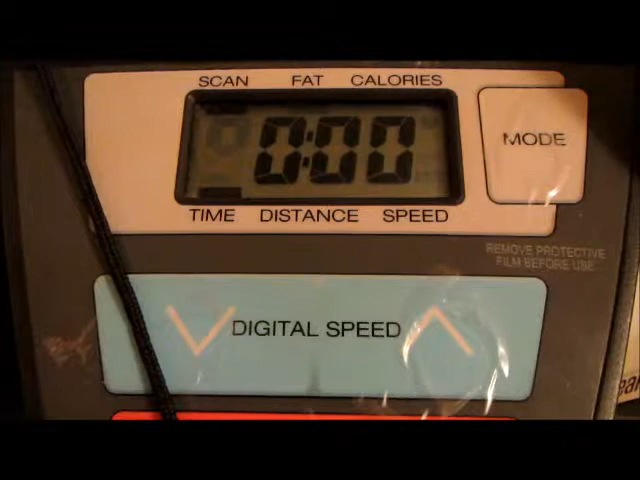 SCAN FAT CALORIES
0:00
MODE
TIME DISTANCE SPEED
REMOVE PROTECTIVE
FILM BEFORE USE
DIGITAL SPEED